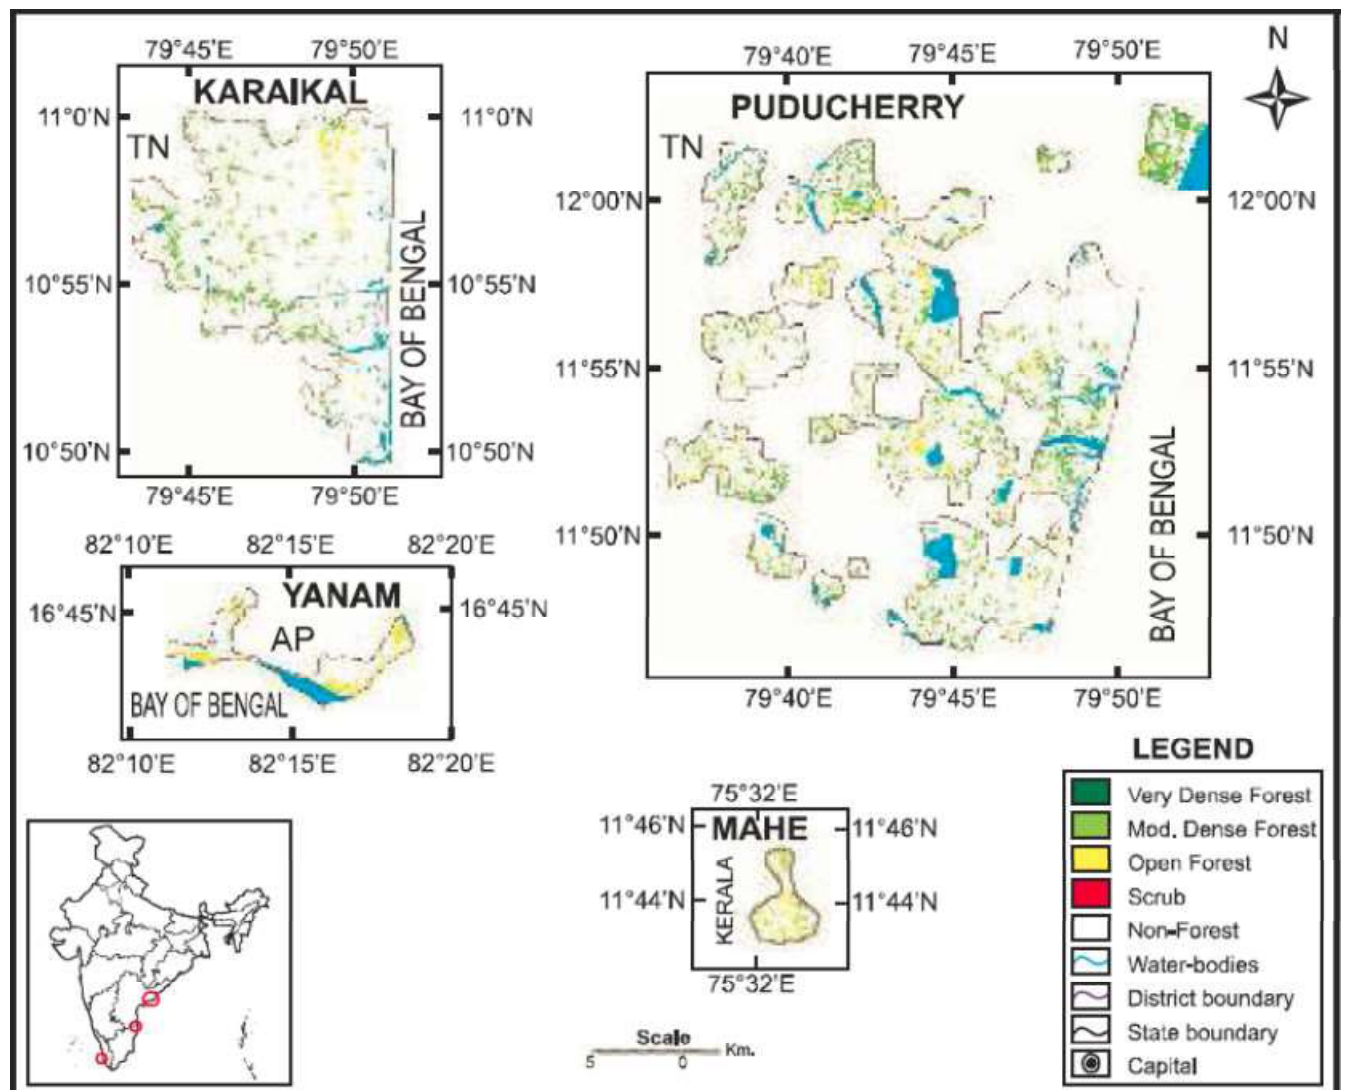 79°45'E 79°50'E
KARAIKAL
11°0'N 11°0'N
TN
10°55'N 10°55'N
BAY OF BENGAL
10°50'N 10°50'N
79°45'E 79°50'E
79°40'E 79°45'E 79°50'E
N
PUDUCHERRY
TN
12°00'N 12°00'N
11°55'N 11°55'N
BAY OF BENGAL
11°50'N 11°50'N
79°40'E 79°45'E 79°50'E
82°10'E 82°15'E 82°20'E
YANAM
16°45'N 16°45'N
AP
BAY OF BENGAL
82°10'E 82°15'E 82°20'E
75°32'E
11°46'N MAHE 11°46'N
KERALA
11°44'N 11°44'N
75°32'E
Scale
5 0 Km.
LEGEND
Very Dense Forest
Mod. Dense Forest
Open Forest
Scrub
Non-Forest
Water-bodies
District boundary
State boundary
Capital